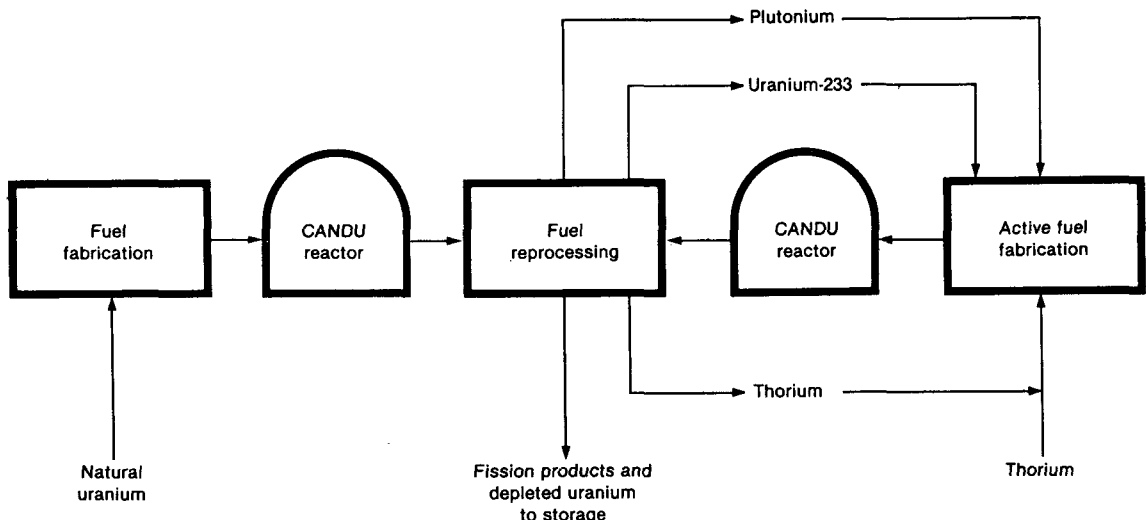 Plutonium
Uranium-233
Fuel
fabrication
CANDU
reactor
Fuel
reprocessing
CANDU
reactor
Active fuel
fabrication
Thorium
Natural
uranium
Fission products and
depleted uranium
to storage
Thorium